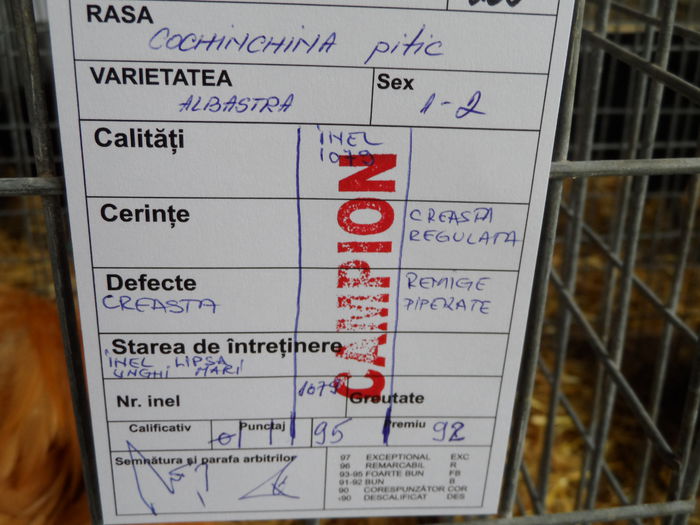 RASA
COCHINCHINA pitic
VARIETATEA
ALBASTRA
Sex
1-2
Calități
INEL
1079
Cerințe
CREASTA
REGULATA
Defecte
CREASTA
REMIGE
PIPERATE
CAMPION
Starea de întreținere
INEL LIPSA,
UNGHI MARI
Nr. inel
1079
Greutate
Calificativ
Punctaj
95
Premiu
92
Semnătura și parafa arbitrilor
97 EXCEPTIONAL EXC
96 REMARCABIL R
93-95 FOARTE BUN FB
91-92 BUN B
90 CORESPUNZĂTOR COR
‹90 DESCALIFICAT DES